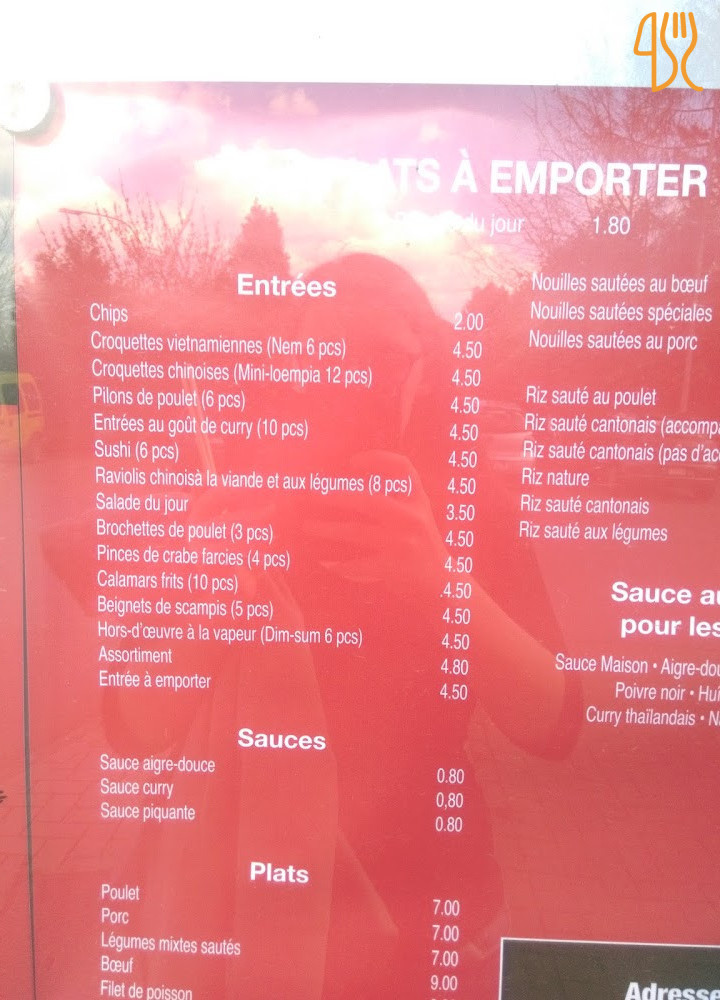 À EMPORTER
du jour 1.80
Entrées
Chips 2.00
Croquettes vietnamiennes (Nem 6 pcs) 4.50
Croquettes chinoises (Mini-loempia 12 pcs) 4.50
Pilons de poulet (6 pcs) 4.50
Entrées au goût de curry (10 pcs) 4.50
Sushi (6 pcs) 4.50
Raviolis chinoisà la viande et aux légumes (8 pcs) 4.50
Salade du jour 3.50
Brochettes de poulet (3 pcs) 4.50
Pinces de crabe farcies (4 pcs) 4.50
Calamars frits (10 pcs) .4.50
Beignets de scampis (5 pcs) 4.50
Hors-d'œuvre à la vapeur (Dim-sum 6 pcs) 4.50
Assortiment 4.80
Entrée à emporter 4.50
Sauces
Sauce aigre-douce 0.80
Sauce curry 0,80
Sauce piquante 0.80
Plats
Poulet 7.00
Porc 7.00
Légumes mixtes sautés 7.00
Bœuf 9.00
Filet de poisson
Nouilles sautées au bœuf
Nouilles sautées spéciales
Nouilles sautées au porc
Riz sauté au poulet
Riz sauté cantonais (accompa
Riz sauté cantonais (pas d'acc
Riz nature
Riz sauté cantonais
Riz sauté aux légumes
Sauce au
pour les
Sauce Maison • Aigre-dou
Poivre noir • Huî
Curry thaïlandais • Na
Adresse